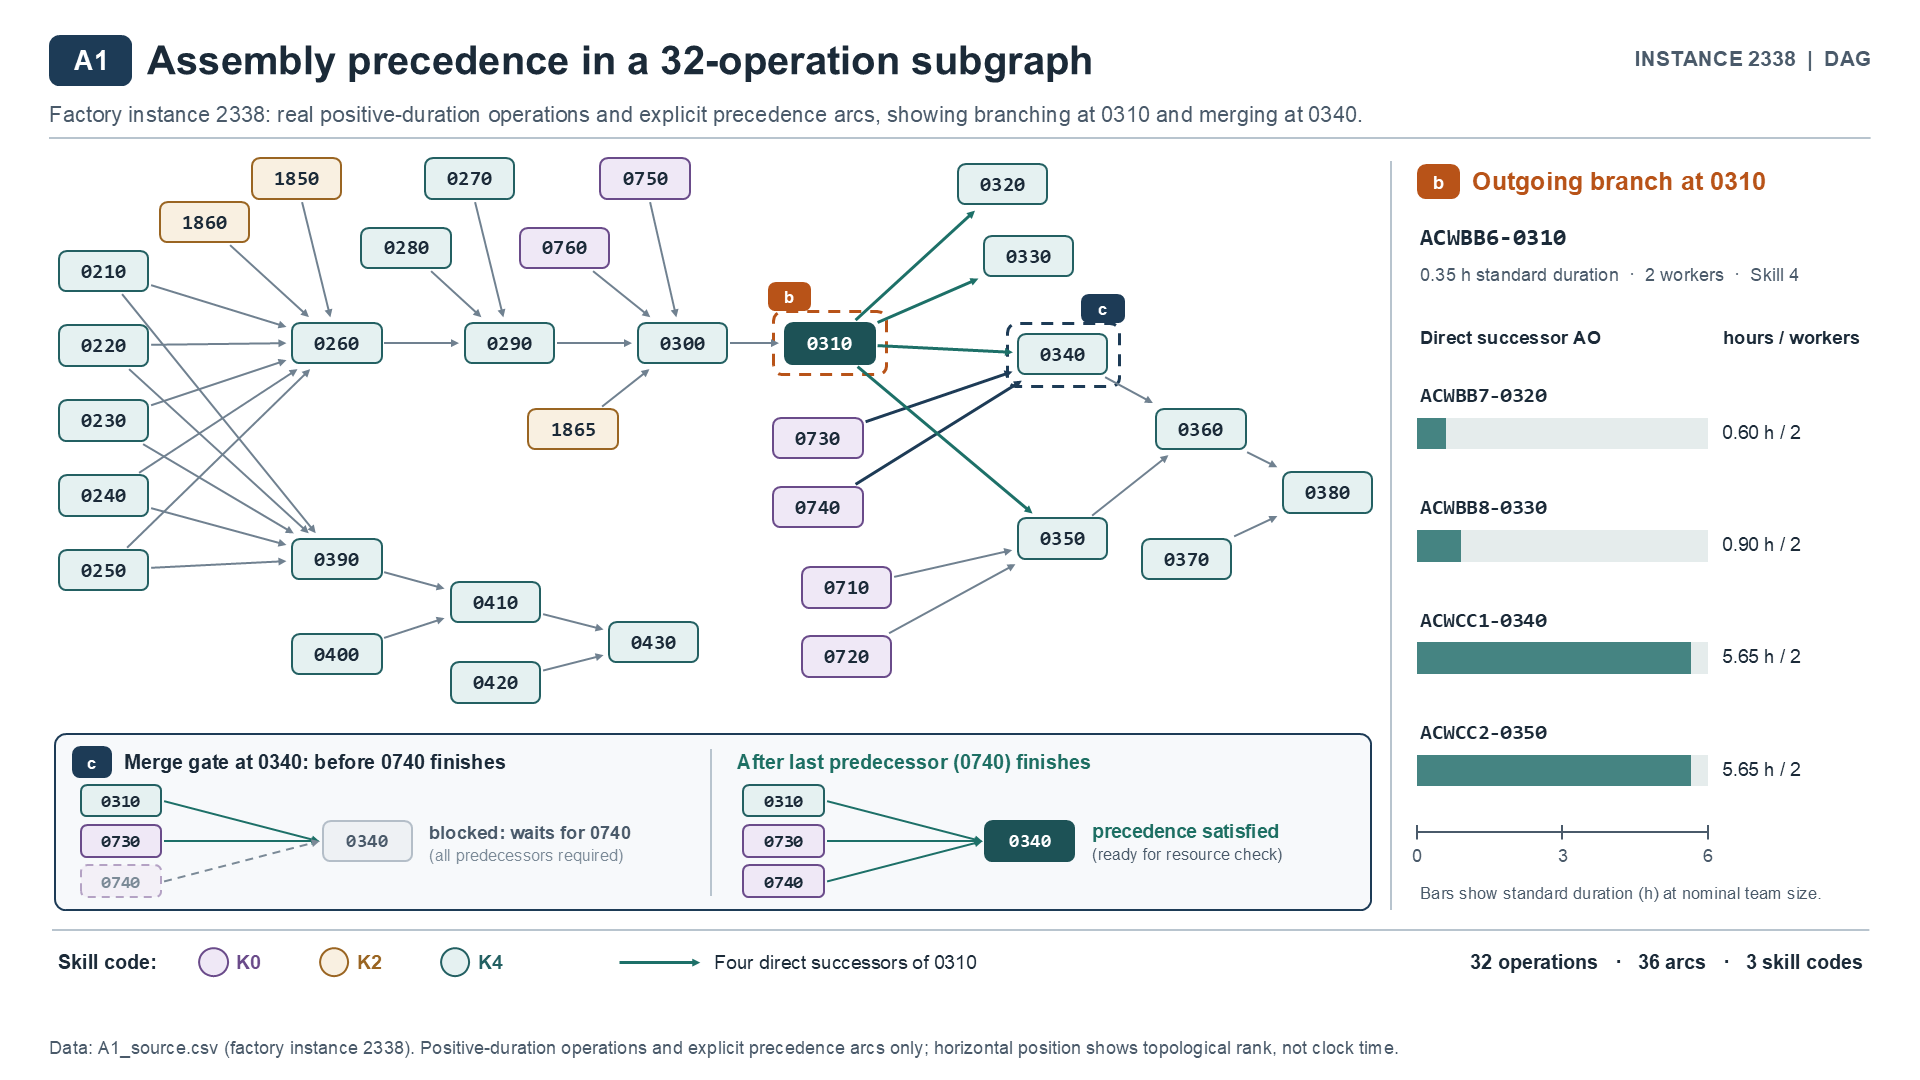 A1 Assembly precedence in a 32-operation subgraph
INSTANCE 2338 | DAG
Factory instance 2338: real positive-duration operations and explicit precedence arcs, showing branching at 0310 and merging at 0340.
1850
0270
0750
0320
1860
0280
0760
0330
0210
b
c
0220
0260
0290
0300
0310
0340
0230
1865
0730
0360
0240
0740
0380
0250
0390
0350
0370
0410
0710
0400
0430
0720
0420
b Outgoing branch at 0310
ACWBB6-0310
0.35 h standard duration · 2 workers · Skill 4
Direct successor AO hours / workers
ACWBB7-0320
0.60 h / 2
ACWBB8-0330
0.90 h / 2
ACWCC1-0340
5.65 h / 2
ACWCC2-0350
5.65 h / 2
0 3 6
Bars show standard duration (h) at nominal team size.
c Merge gate at 0340: before 0740 finishes
0310
0730
0740
0340
blocked: waits for 0740
(all predecessors required)
After last predecessor (0740) finishes
0310
0730
0740
0340
precedence satisfied
(ready for resource check)
Skill code: K0 K2 K4 Four direct successors of 0310
32 operations · 36 arcs · 3 skill codes
Data: A1_source.csv (factory instance 2338). Positive-duration operations and explicit precedence arcs only; horizontal position shows topological rank, not clock time.